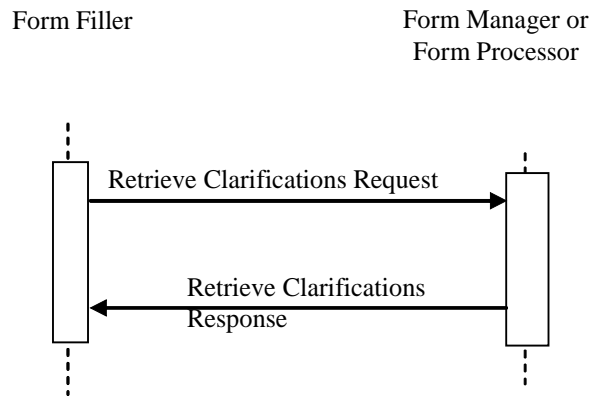 Form Filler
Form Manager or
Form Processor
Retrieve Clarifications Request
Retrieve Clarifications
Response